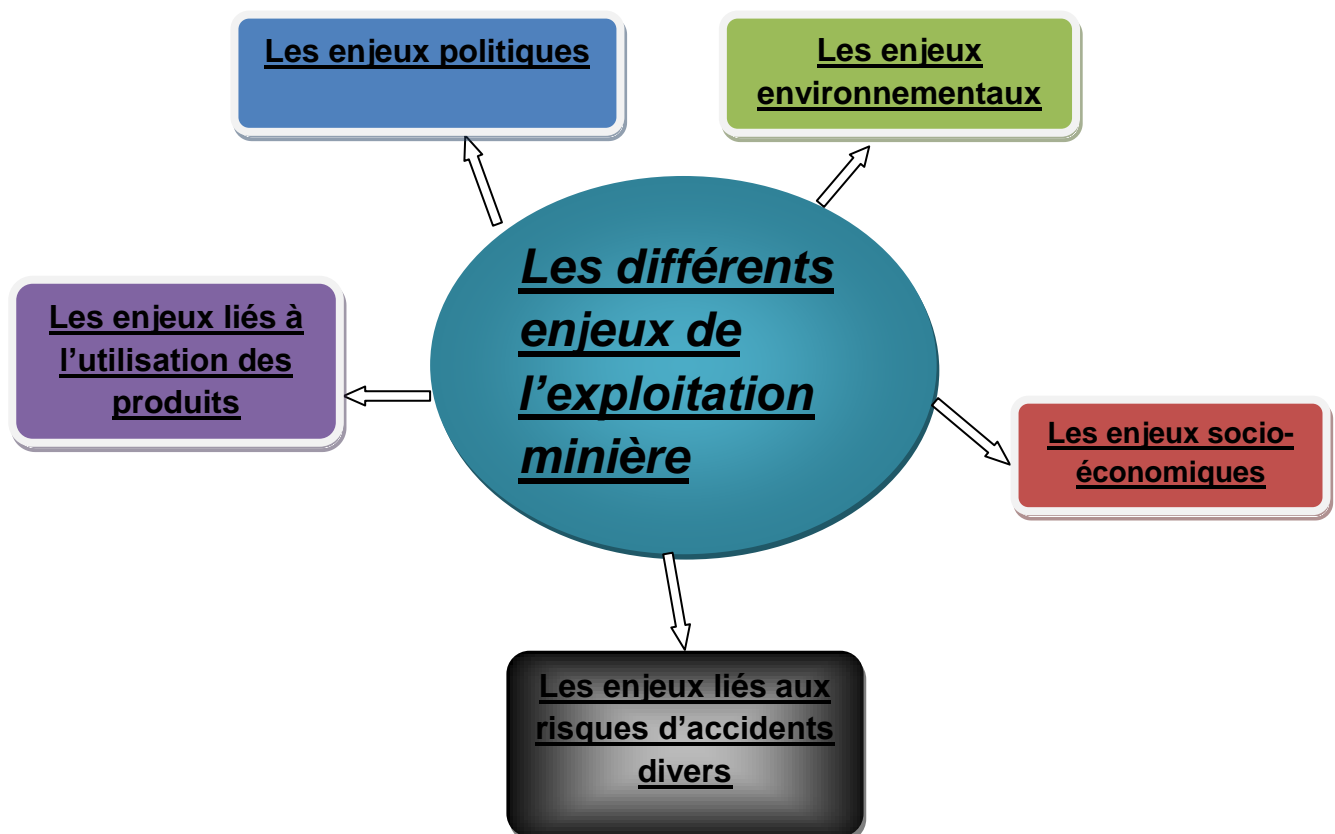 Les enjeux politiques
Les enjeux
environnementaux
Les différents
enjeux de
l’exploitation
minière
Les enjeux liés à
l’utilisation des
produits
Les enjeux socio-
économiques
Les enjeux liés aux
risques d’accidents
divers